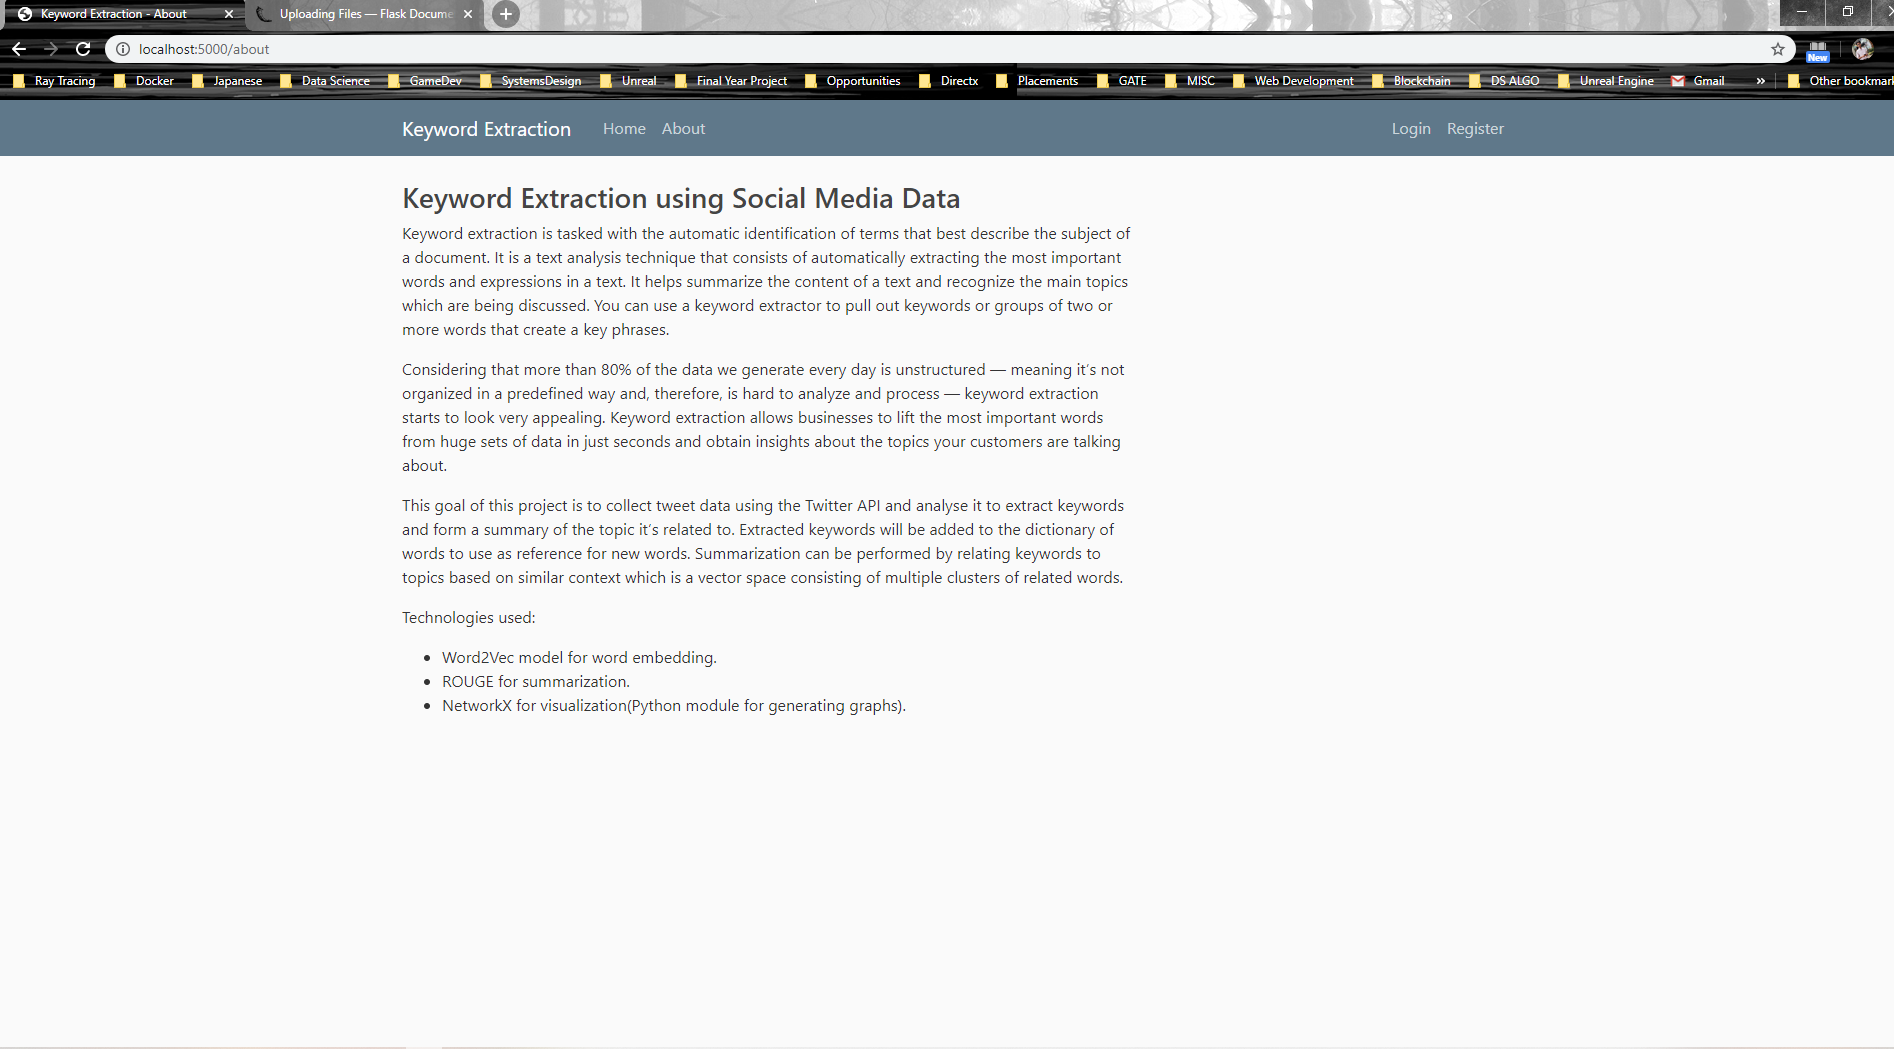 Keyword Extraction - About
Uploading Files — Flask Docume
localhost:5000/about
New
Ray Tracing Docker Japanese Data Science GameDev SystemsDesign Unreal Final Year Project Opportunities Directx Placements GATE MISC Web Development Blockchain DS ALGO Unreal Engine Gmail » Other bookmar
Keyword Extraction Home About Login Register
Keyword Extraction using Social Media Data
Keyword extraction is tasked with the automatic identification of terms that best describe the subject of
a document. It is a text analysis technique that consists of automatically extracting the most important
words and expressions in a text. It helps summarize the content of a text and recognize the main topics
which are being discussed. You can use a keyword extractor to pull out keywords or groups of two or
more words that create a key phrases.
Considering that more than 80% of the data we generate every day is unstructured — meaning it's not
organized in a predefined way and, therefore, is hard to analyze and process — keyword extraction
starts to look very appealing. Keyword extraction allows businesses to lift the most important words
from huge sets of data in just seconds and obtain insights about the topics your customers are talking
about.
This goal of this project is to collect tweet data using the Twitter API and analyse it to extract keywords
and form a summary of the topic it's related to. Extracted keywords will be added to the dictionary of
words to use as reference for new words. Summarization can be performed by relating keywords to
topics based on similar context which is a vector space consisting of multiple clusters of related words.
Technologies used:
• Word2Vec model for word embedding.
• ROUGE for summarization.
• NetworkX for visualization(Python module for generating graphs).